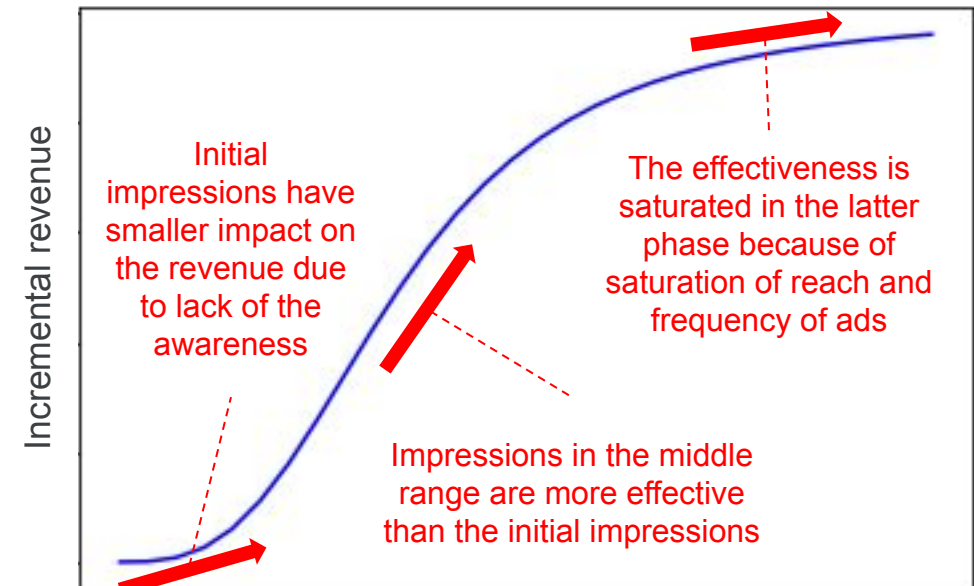 Incremental revenue
Initial
impressions have
smaller impact on
the revenue due
to lack of the
awareness
The effectiveness is
saturated in the latter
phase because of
saturation of reach and
frequency of ads
Impressions in the middle
range are more effective
than the initial impressions